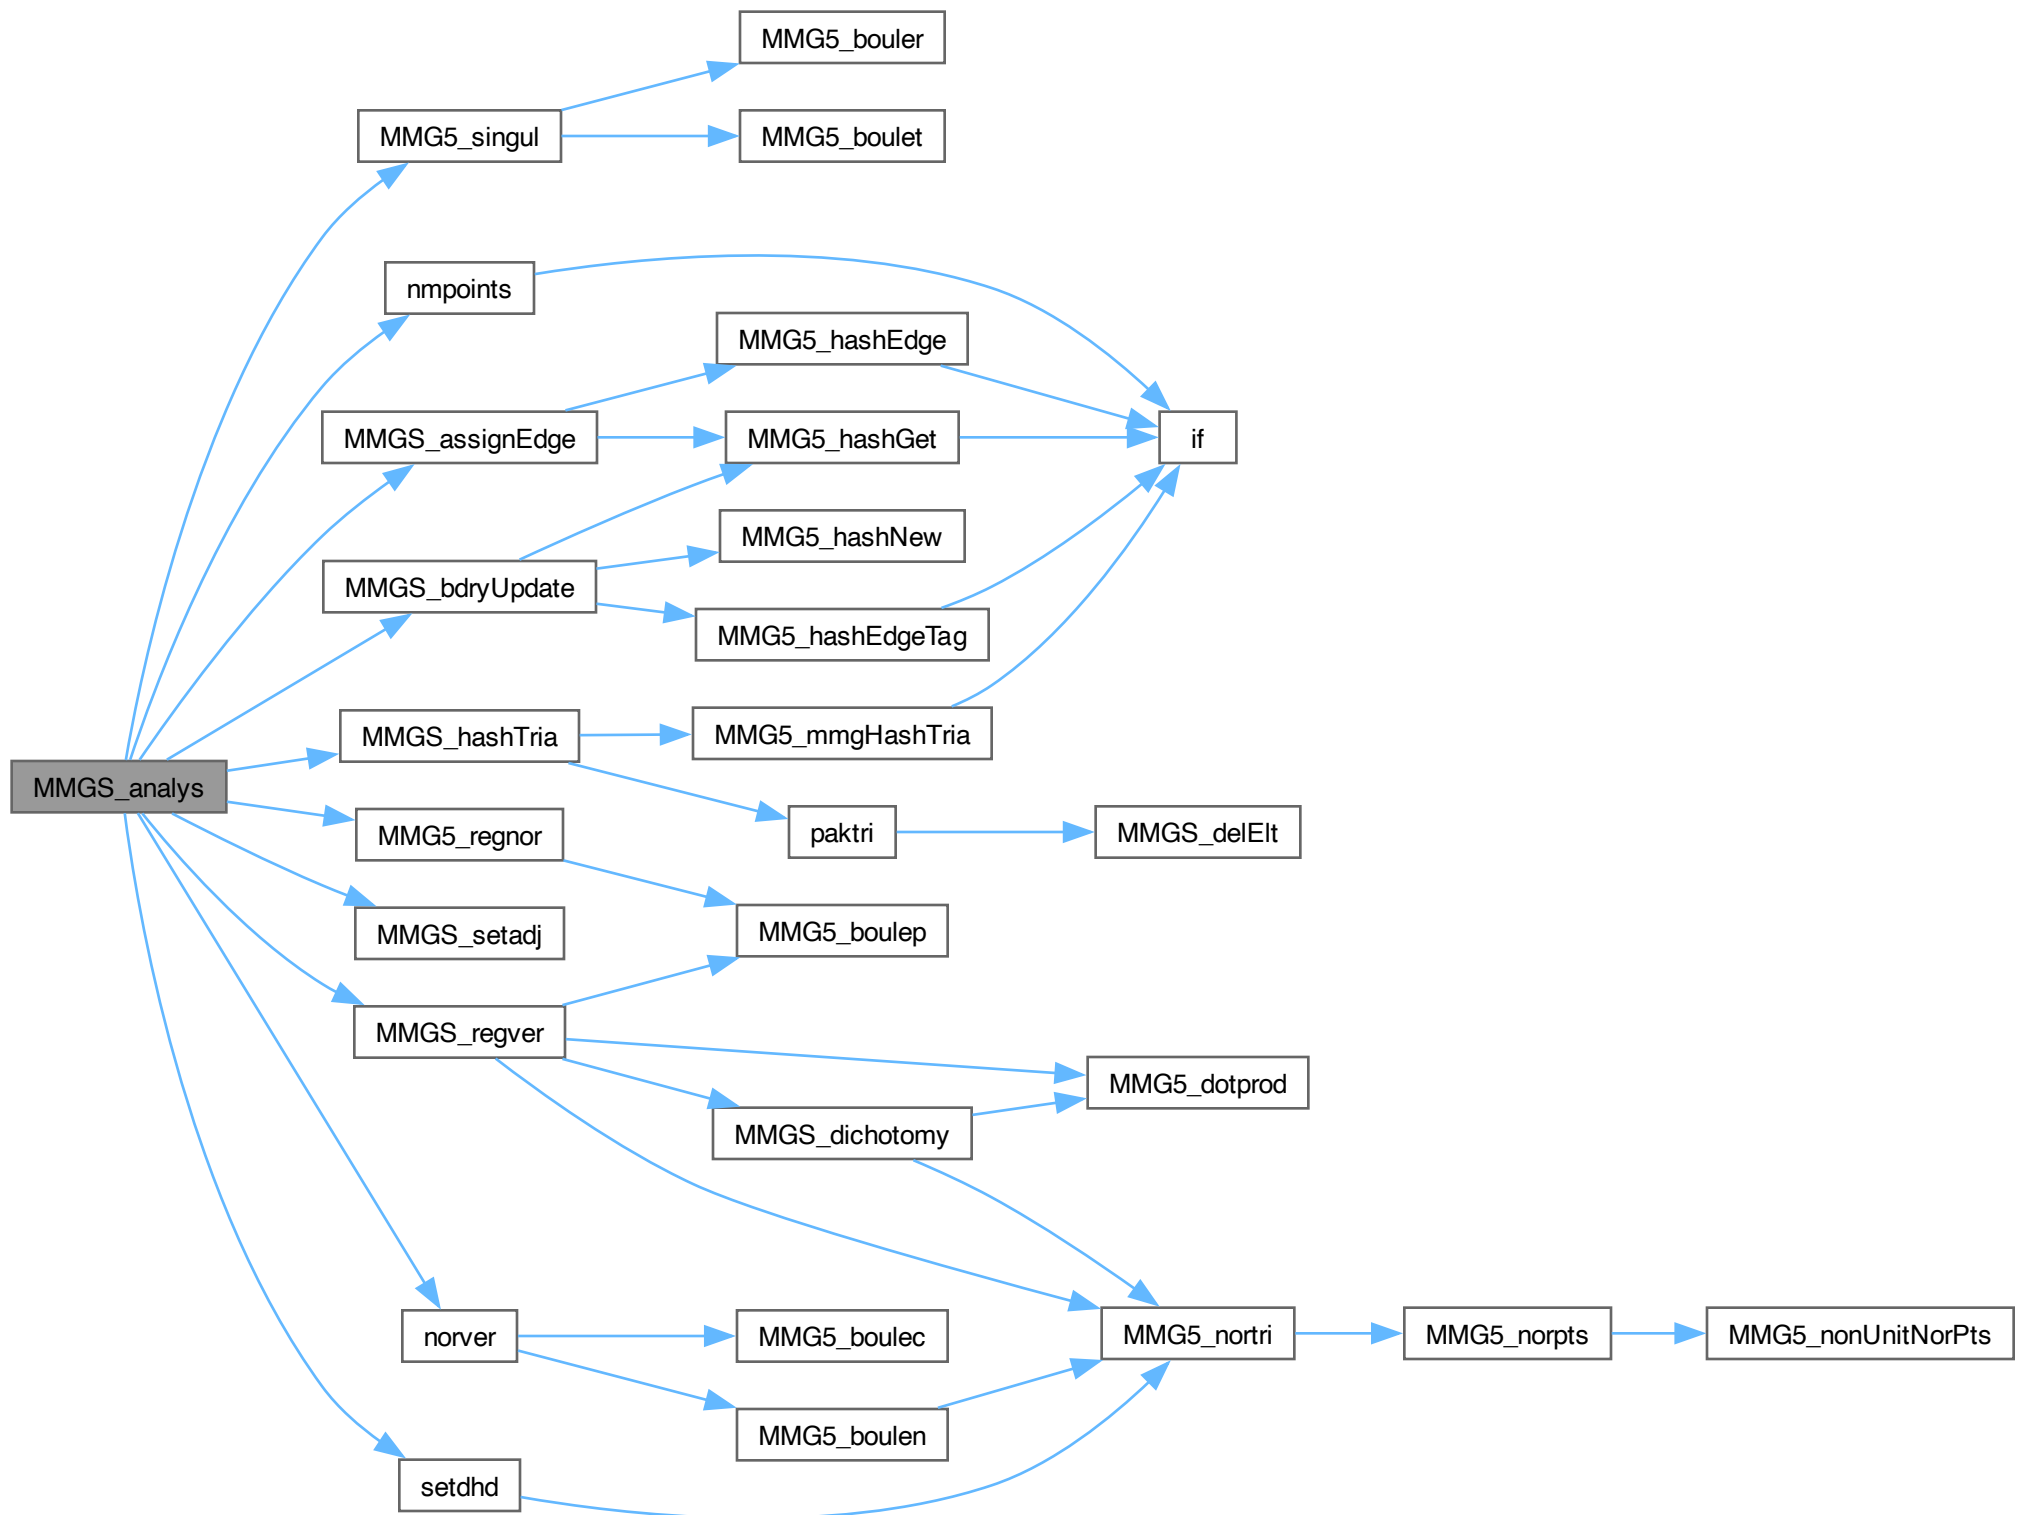 MMG5_bouler
MMG5_singul
MMG5_boulet
nmpoints
MMG5_hashEdge
MMGS_assignEdge
MMG5_hashGet
if
MMG5_hashNew
MMGS_bdryUpdate
MMG5_hashEdgeTag
MMGS_hashTria
MMG5_mmgHashTria
MMGS_analys
MMG5_regnor
paktri
MMGS_delElt
MMGS_setadj
MMG5_boulep
MMGS_regver
MMG5_dotprod
MMGS_dichotomy
norver
MMG5_boulec
MMG5_nortri
MMG5_norpts
MMG5_nonUnitNorPts
MMG5_boulen
setdhd